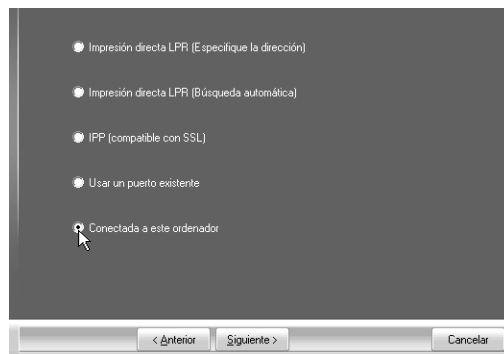 Impresión directa LPR (Especifique la dirección)
Impresión directa LPR (Búsqueda automática)
IPP (compatible con SSL)
Usar un puerto existente
Conectada a este ordenador
< Anterior Siguiente > Cancelar